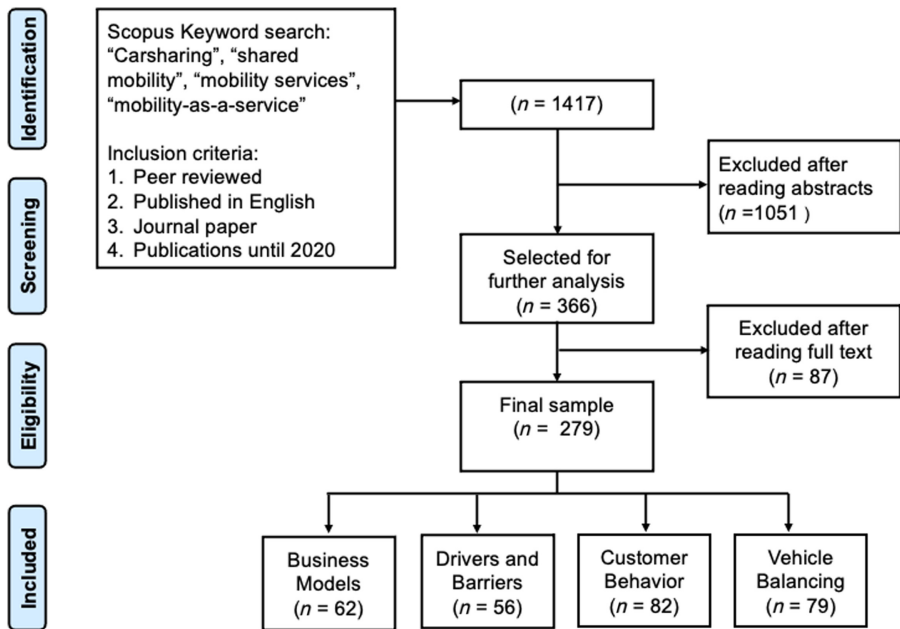 Identification
Scopus Keyword search:
“Carsharing”, “shared
mobility”, “mobility services”,
“mobility-as-a-service”
Inclusion criteria:
1. Peer reviewed
2. Published in English
3. Journal paper
4. Publications until 2020
(n = 1417)
Excluded after
reading abstracts
(n =1051 )
Screening
Selected for
further analysis
(n = 366)
Excluded after
reading full text
(n = 87)
Eligibility
Final sample
(n = 279)
Included
Business
Models
(n = 62)
Drivers and
Barriers
(n = 56)
Customer
Behavior
(n = 82)
Vehicle
Balancing
(n = 79)